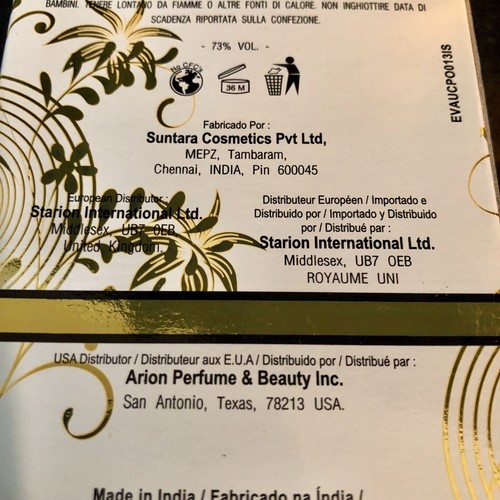 BAMBINI. TENERE LONTANO DA FIAMME O ALTRE FONTI DI CALORE. NON INGHIOTTIRE DATA DI
SCADENZA RIPORTATA SULLA CONFEZIONE.
- 73% VOL. -
No CFC's
36 M
EVAUCPO013IS
Fabricado Por :
Suntara Cosmetics Pvt Ltd,
MEPZ, Tambaram,
Chennai, INDIA, Pin 600045
European Distributor :
Starion International Ltd.
Middlesex, UB7 0EB
United Kingdom.
Distributeur Européen / Importado e
Distribuido por / Importado y Distribuido
por / Distribué par :
Starion International Ltd.
Middlesex, UB7 OEB
ROYAUME UNI
USA Distributor / Distributeur aux E.U.A / Distribuido por / Distribué par :
Arion Perfume & Beauty Inc.
San Antonio, Texas, 78213 USA.
Made in India / Fabricado na Índia /